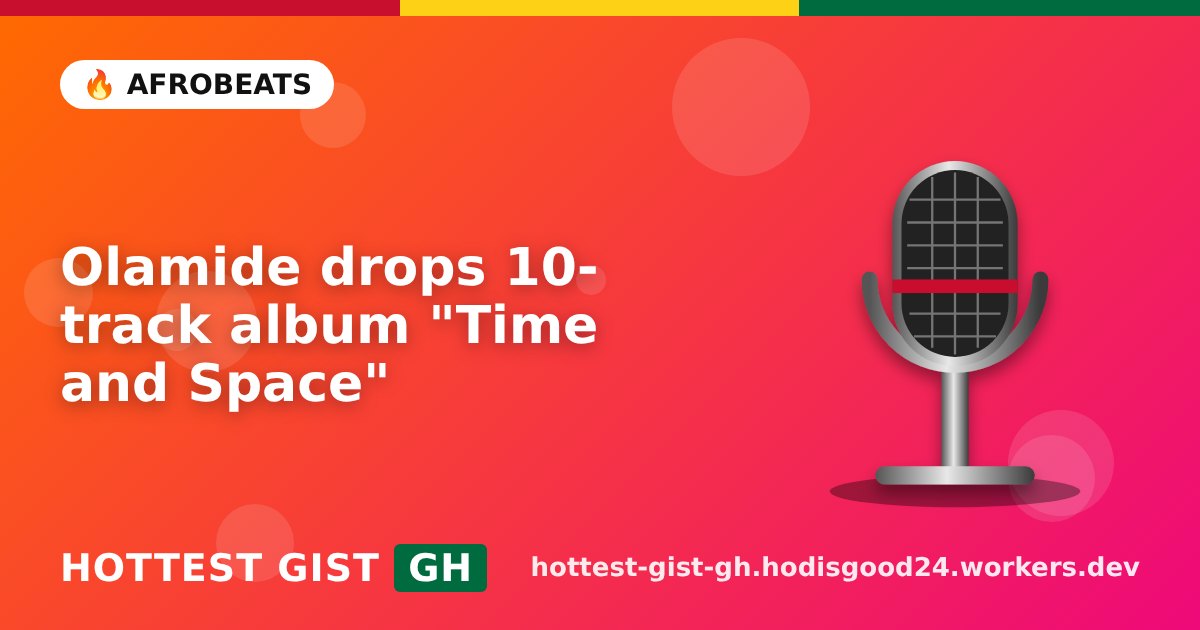 🔥 AFROBEATS
Olamide drops 10-
track album "Time
and Space"
HOTTEST GIST GH
hottest-gist-gh.hodisgood24.workers.dev